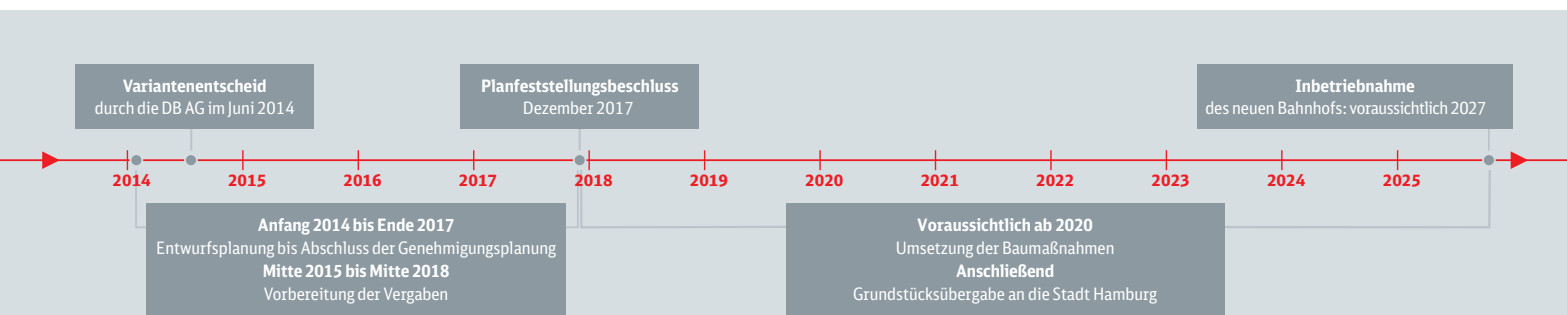 Variantenentscheid
durch die DB AG im Juni 2014
Planfeststellungsbeschluss
Dezember 2017
Inbetriebnahme
des neuen Bahnhofs: voraussichtlich 2027
2014
2015
2016
2017
2018
2019
2020
2021
2022
2023
2024
2025
Anfang 2014 bis Ende 2017
Entwurfsplanung bis Abschluss der Genehmigungsplanung
Mitte 2015 bis Mitte 2018
Vorbereitung der Vergaben
Voraussichtlich ab 2020
Umsetzung der Baumaßnahmen
Anschließend
Grundstücksübergabe an die Stadt Hamburg